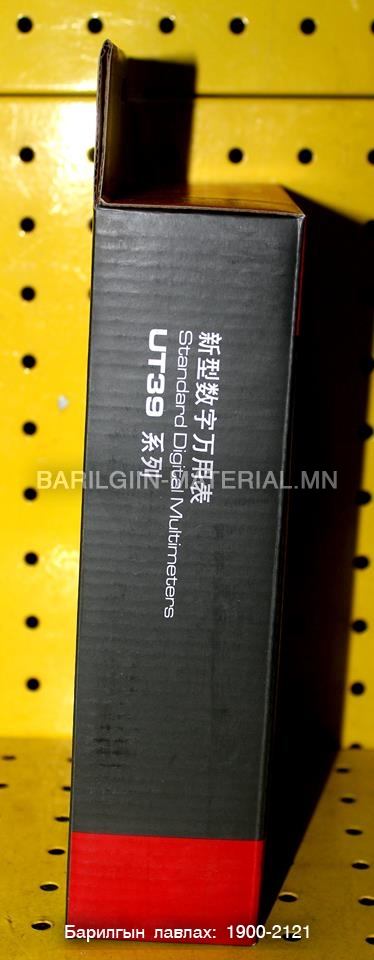 新型数字万用表
Standard Digital Multimeters
UT39 系列
BARILGIIN-MATERIAL.MN
Барилгын лавлах: 1900-2121